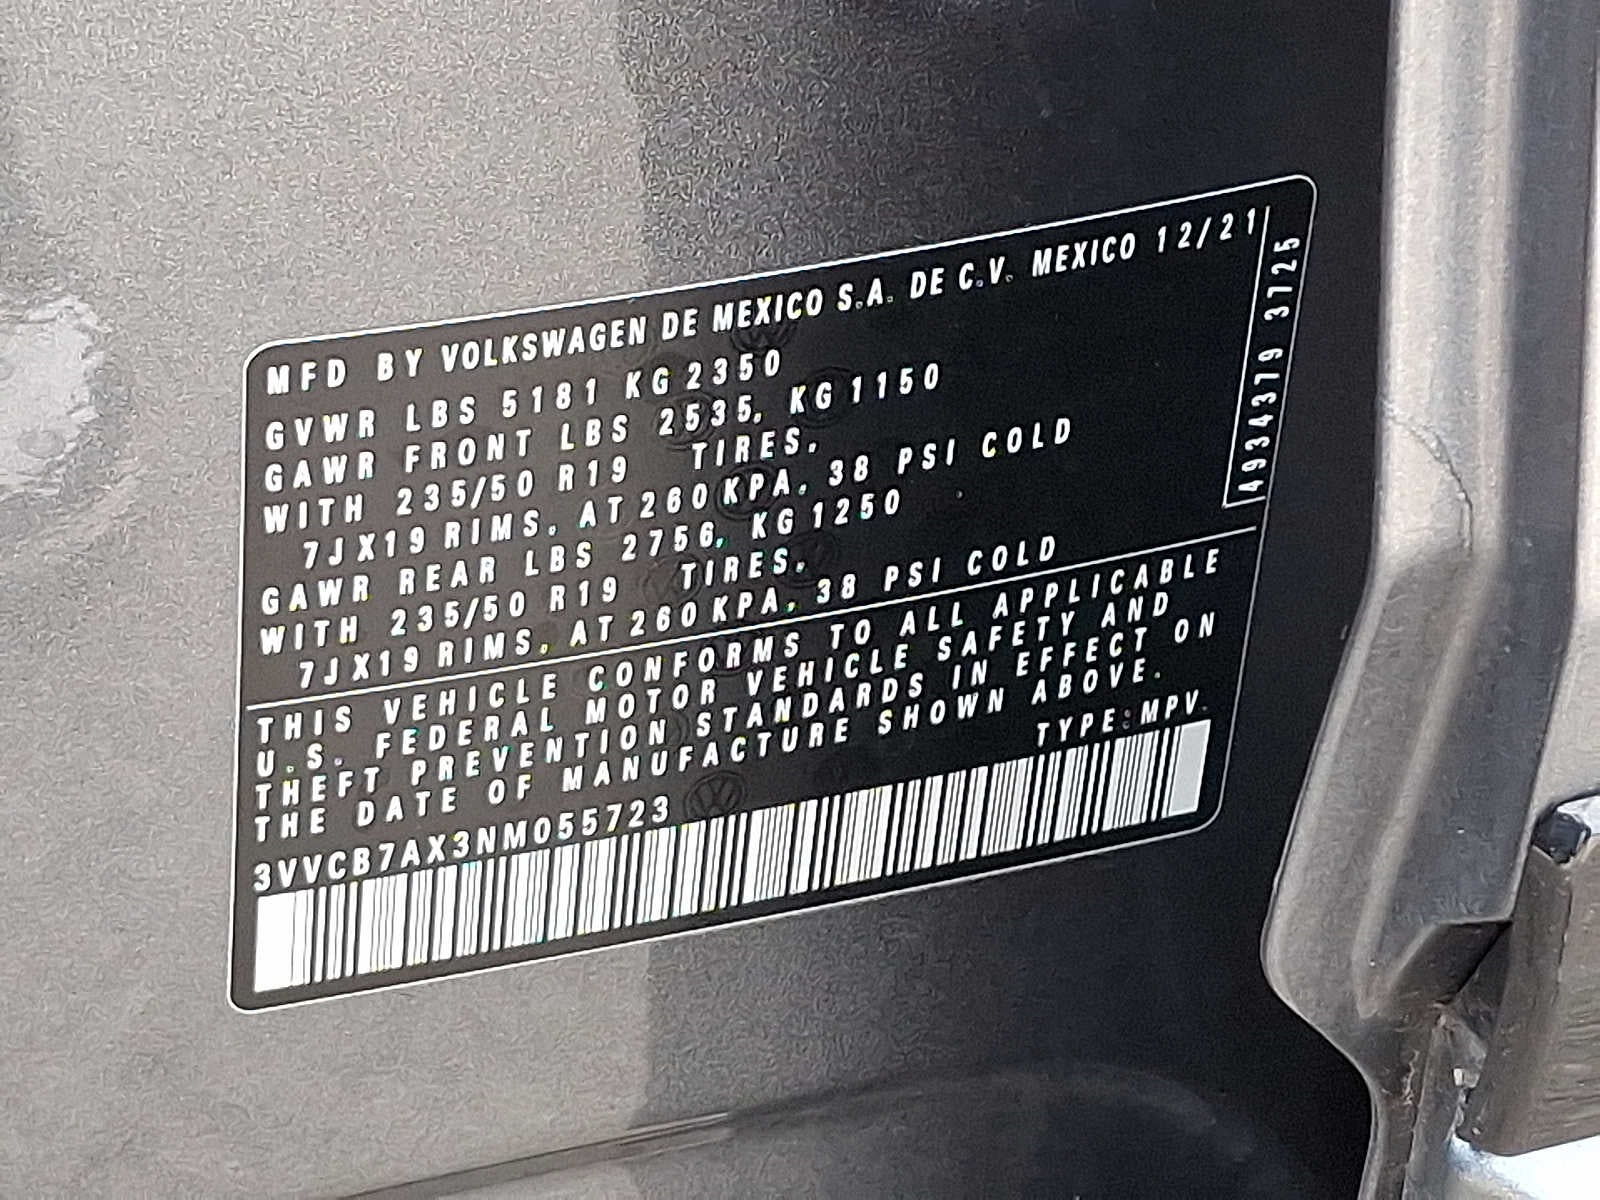 MFD BY VOLKSWAGEN DE MEXICO S.A. DE C.V. MEXICO 12/21
GVWR LBS 5181 KG 2350
GAWR FRONT LBS 2535, KG 1150
WITH 235/50 R19 TIRES,
7JX19 RIMS, AT 260 KPA, 38 PSI COLD
GAWR REAR LBS 2756, KG 1250
WITH 235/50 R19 TIRES,
7JX19 RIMS, AT 260 KPA, 38 PSI COLD
4934379 3725
THIS VEHICLE CONFORMS TO ALL APPLICABLE
U.S. FEDERAL MOTOR VEHICLE SAFETY AND
THEFT PREVENTION STANDARDS IN EFFECT ON
THE DATE OF MANUFACTURE SHOWN ABOVE.
3VVCB7AX3NM055723 TYPE: MPV